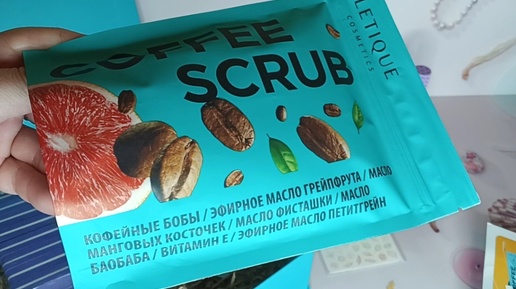 COFFEE
SCRUB
LETIQUE
COSMETICS
КОФЕЙНЫЕ БОБЫ / ЭФИРНОЕ МАСЛО ГРЕЙПФРУТА / МАСЛО
МАНГОВЫХ КОСТОЧЕК / МАСЛО ФИСТАШКИ / МАСЛО
БАОБАБА / ВИТАМИН Е / ЭФИРНОЕ МАСЛО ПЕТИТГРЕЙН